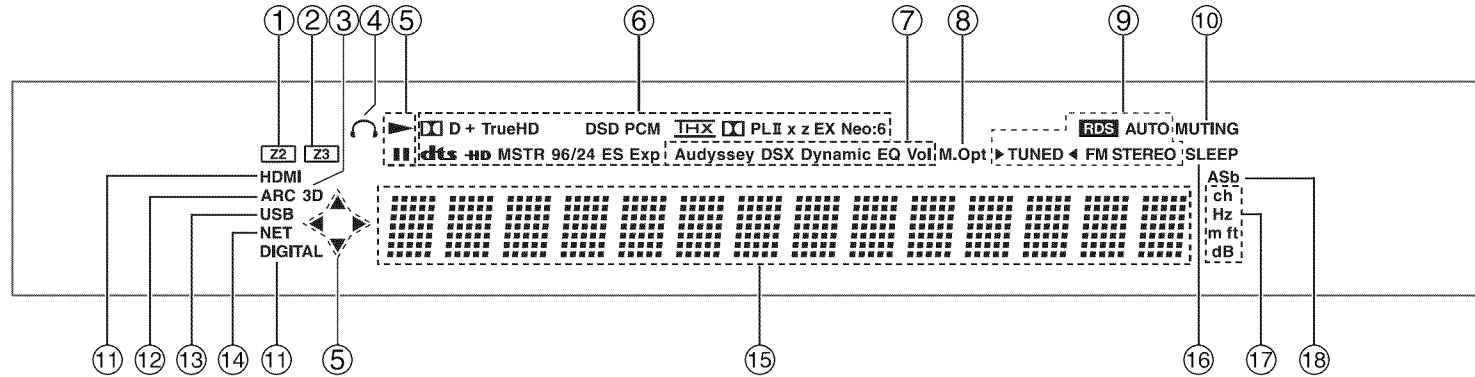 ① ② ③ ④ ⑤ ⑥ ⑦ ⑧ ⑨ ⑩
D + TrueHD DSD PCM THX PLII x z EX Neo:6 RDS AUTO MUTING
Z2 Z3 dts -HD MSTR 96/24 ES Exp Audyssey DSX Dynamic EQ Vol M.Opt ▶ TUNED ◀ FM STEREO SLEEP
HDMI ASb
ARC 3D ch
USB Hz
NET m ft
DIGITAL dB
⑪ ⑫ ⑬ ⑭ ⑪ ⑤ ⑮ ⑯ ⑰ ⑱